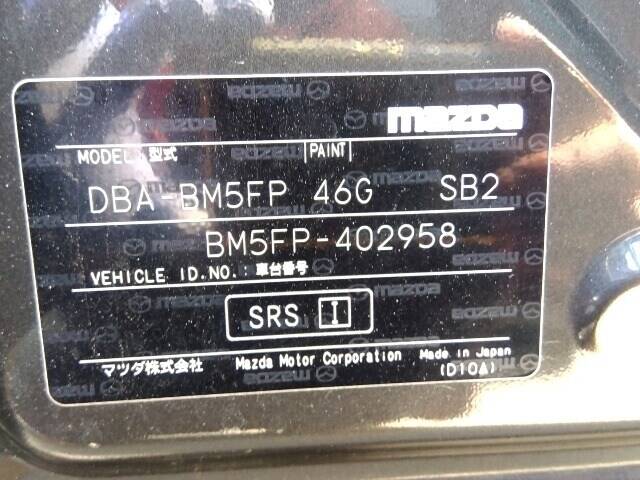 mazda
MODEL:型式 PAINT
DBA-BM5FP 46G SB2
BM5FP-402958
VEHICLE ID.NO.:車台番号
SRS I
マツダ株式会社 Mazda Motor Corporation Made in Japan
(D10A)